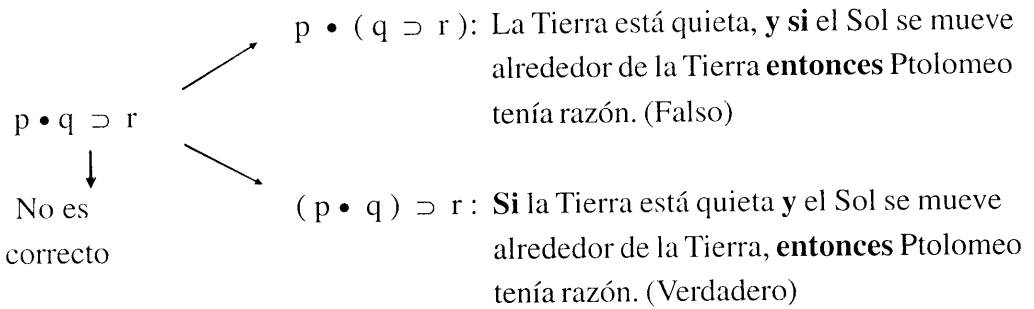 p • ( q ⊃ r ): La Tierra está quieta, y si el Sol se mueve
alrededor de la Tierra entonces Ptolomeo
tenía razón. (Falso)
p • q ⊃ r
No es
correcto
( p • q ) ⊃ r : Si la Tierra está quieta y el Sol se mueve
alrededor de la Tierra, entonces Ptolomeo
tenía razón. (Verdadero)